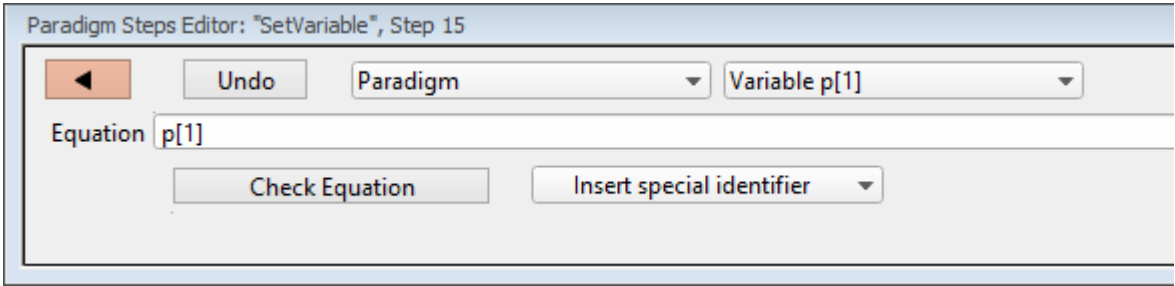 Paradigm Steps Editor: "SetVariable", Step 15
Undo Paradigm Variable p[1]
Equation p[1]
Check Equation Insert special identifier